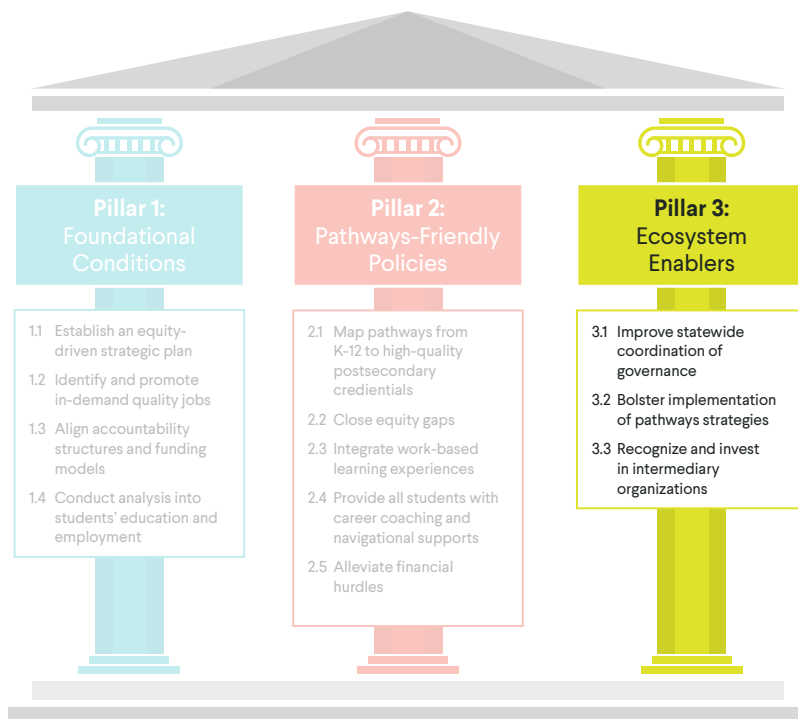 Pillar 1:
Foundational
Conditions
1.1 Establish an equity-
driven strategic plan
1.2 Identify and promote
in-demand quality jobs
1.3 Align accountability
structures and funding
models
1.4 Conduct analysis into
students’ education and
employment
Pillar 2:
Pathways-Friendly
Policies
2.1 Map pathways from
K-12 to high-quality
postsecondary
credentials
2.2 Close equity gaps
2.3 Integrate work-based
learning experiences
2.4 Provide all students with
career coaching and
navigational supports
2.5 Alleviate financial
hurdles
Pillar 3:
Ecosystem
Enablers
3.1 Improve statewide
coordination of
governance
3.2 Bolster implementation
of pathways strategies
3.3 Recognize and invest
in intermediary
organizations